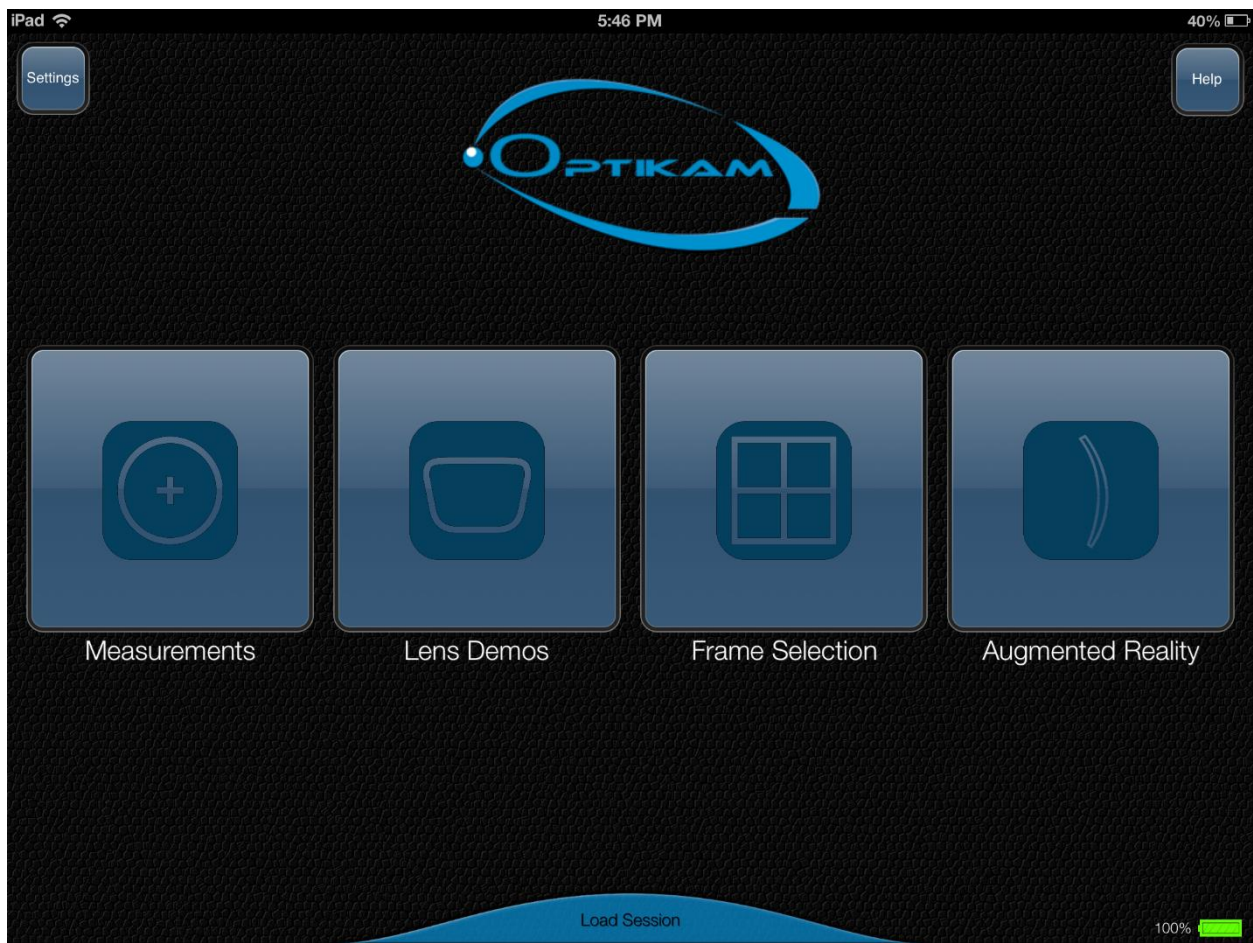 iPad 5:46 PM 40%
Settings
Help
OPTIKAM
Measurements Lens Demos Frame Selection Augmented Reality
Load Session
100%